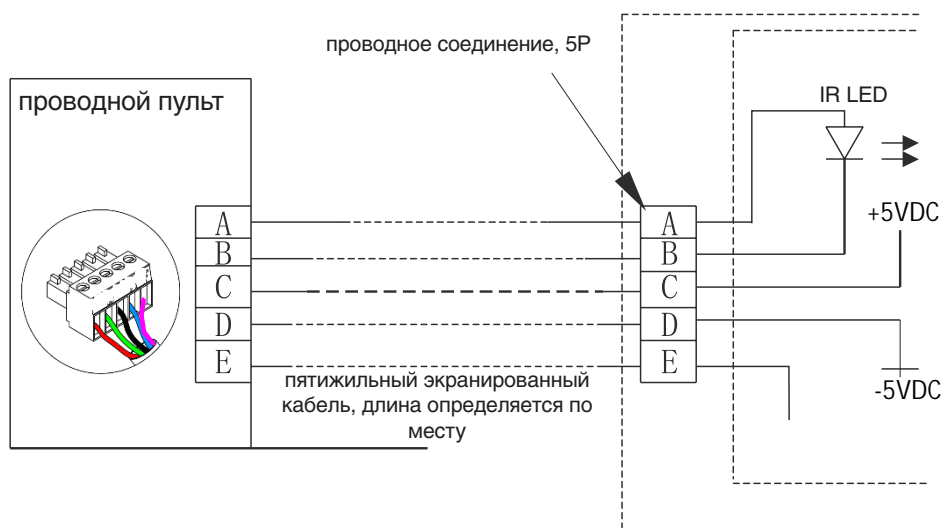 проводное соединение, 5P
проводной пульт
IR LED
+5VDC
A
B
C
D
E
A
B
C
D
E
-5VDC
пятижильный экранированный
кабель, длина определяется по
месту